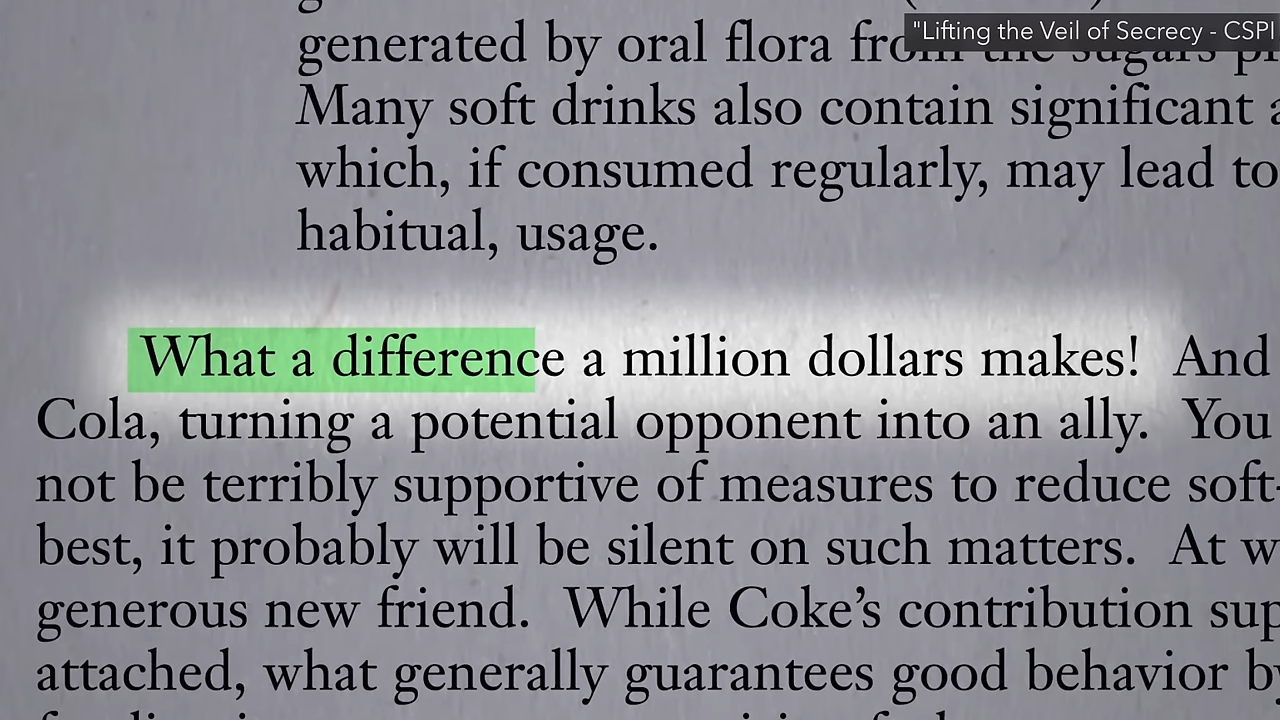 "Lifting the Veil of Secrecy - CSPI
generated by oral flora from the sugars
Many soft drinks also contain significant
which, if consumed regularly, may lead to
habitual, usage.
What a difference a million dollars makes! And
Cola, turning a potential opponent into an ally. You
not be terribly supportive of measures to reduce soft-
best, it probably will be silent on such matters. At
generous new friend. While Coke's contribution
attached, what generally guarantees good behavior